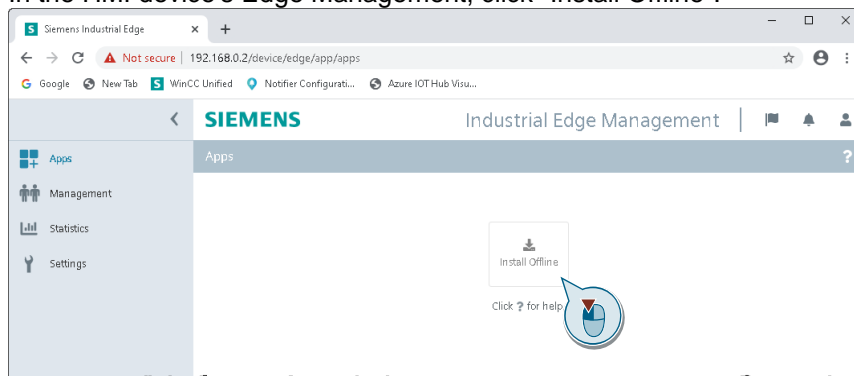 In the HMI device's Edge Management, click "Install Offline".
Siemens Industrial Edge
Not secure | 192.168.0.2/device/edge/app/apps
Google New Tab WinCC Unified Notifier Configurati... Azure IOT Hub Visu...
SIEMENS Industrial Edge Management
Apps Apps ?
Management
Statistics
Settings
Install Offline
Click ? for help